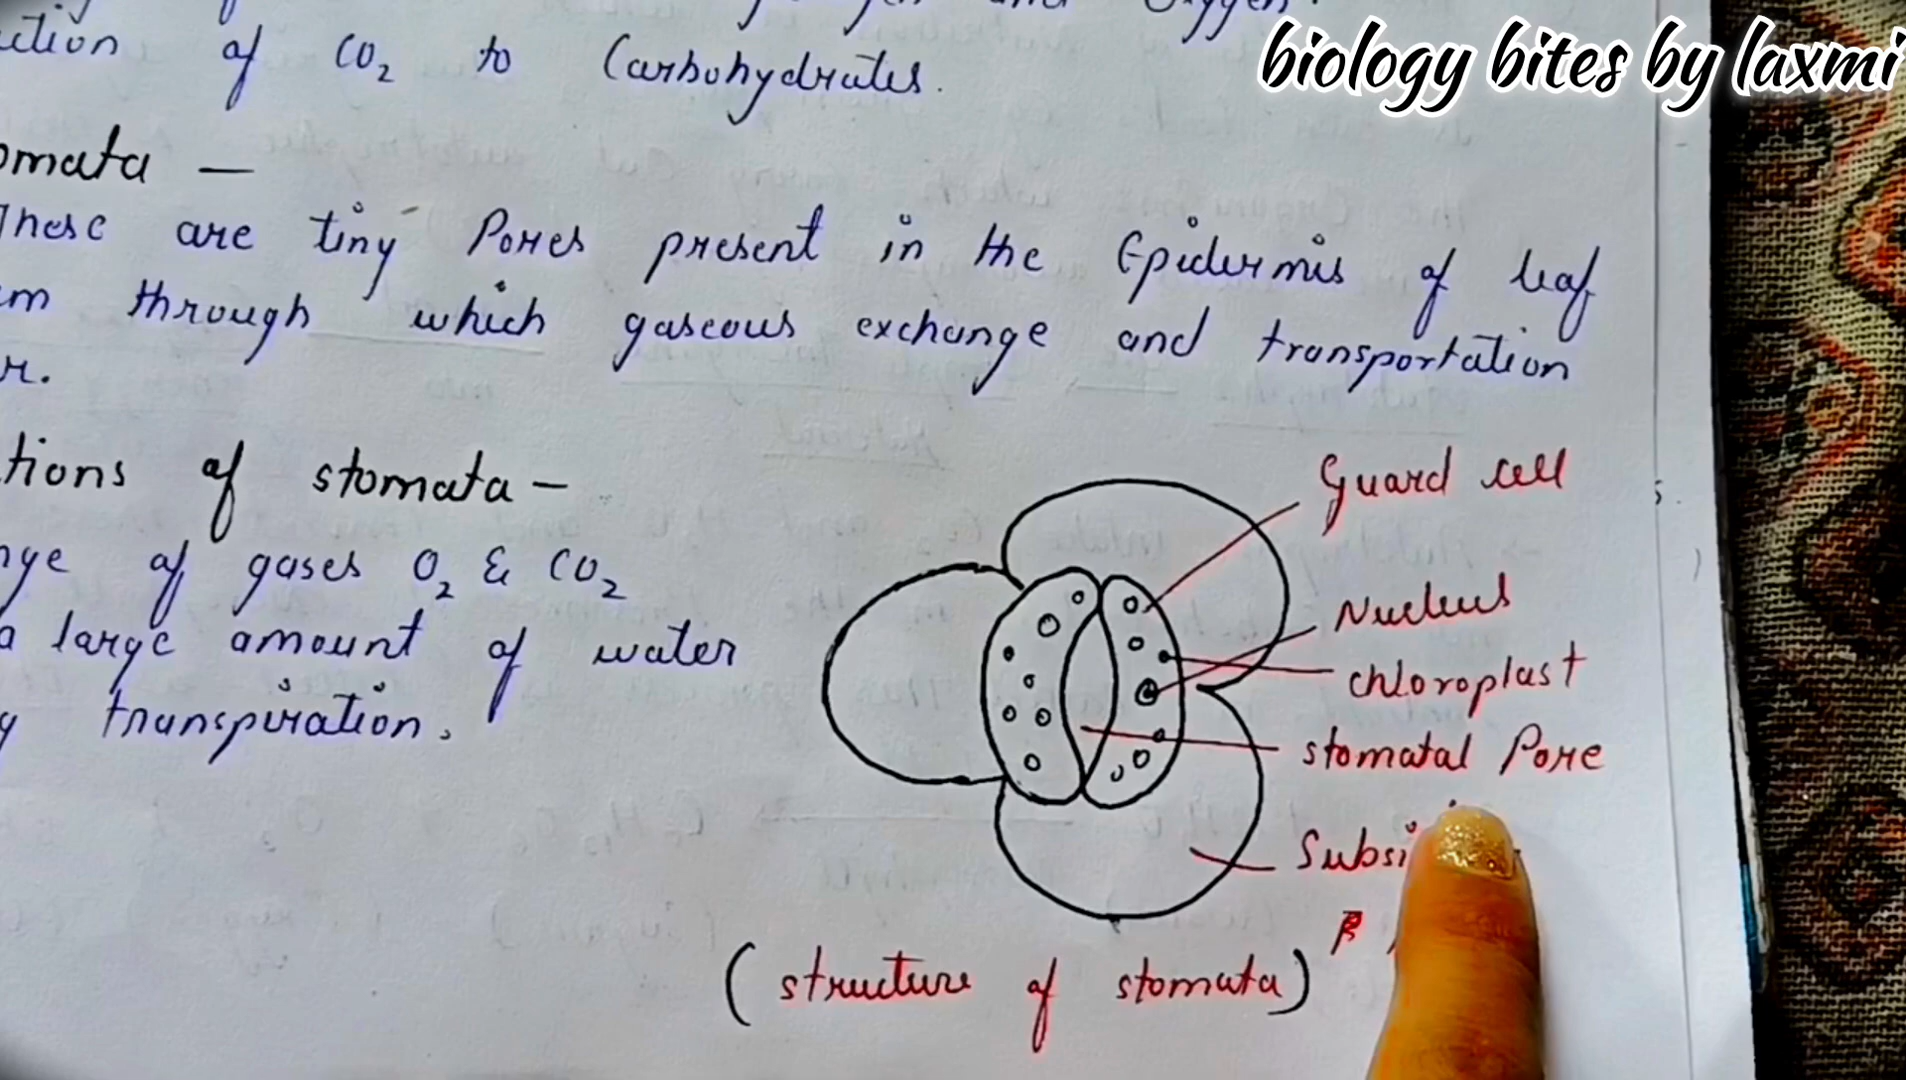 biology bites by laxmi
and Oxygen.
of CO2 to Carbohydrates.
These are tiny Pores present in the Epidermis of leaf
through which gaseous exchange and transportation
of stomata-
of gases O2 & CO2
a large amount of water
transpiration.
Guard cell
Nucleus
chloroplast
stomatal Pore
(structure of stomata)